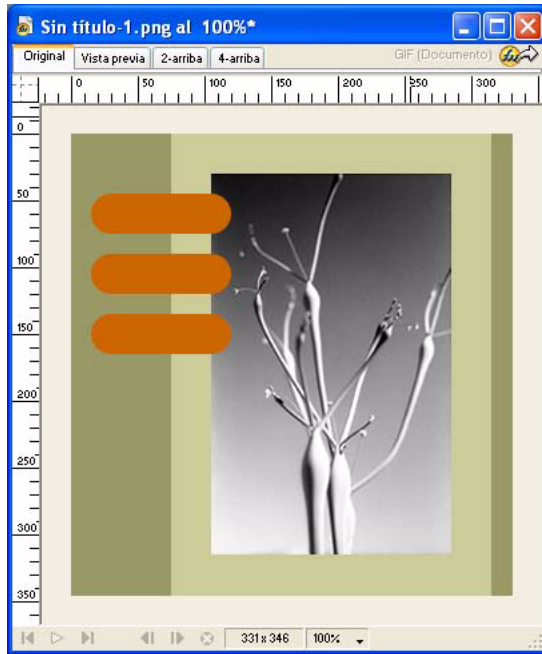 Sin título-1.png al 100%*
Original Vista previa 2-arriba 4-arriba GIF (Documento)
0 50 100 150 200 250 300
0
50
100
150
200
250
300
350
331 x 346 100%